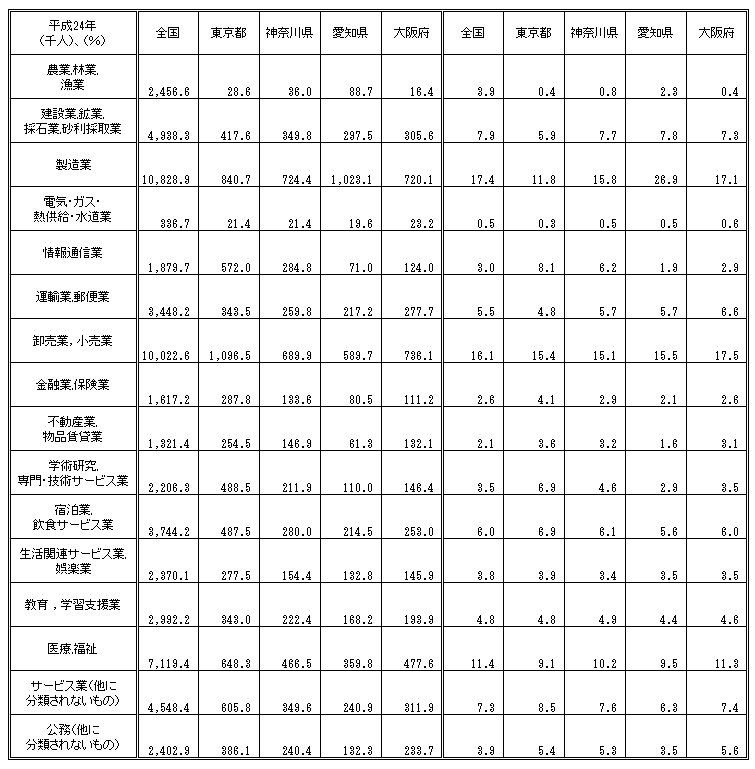 平成24年 全国 東京都 神奈川県 愛知県 大阪府 全国 東京都 神奈川県 愛知県 大阪府
(千人)、(%)
農業,林業,
漁業 2,456.6 28.6 36.0 88.7 16.4 3.9 0.4 0.8 2.3 0.4
建設業,鉱業,
採石業,砂利採取業 4,938.3 417.6 349.8 297.5 305.6 7.9 5.9 7.7 7.8 7.3
製造業 10,828.9 840.7 724.4 1,023.1 720.1 17.4 11.8 15.8 26.9 17.1
電気・ガス・
熱供給・水道業 336.7 21.4 21.4 19.6 23.2 0.5 0.3 0.5 0.5 0.6
情報通信業 1,879.7 572.0 284.8 71.0 124.0 3.0 8.1 6.2 1.9 2.9
運輸業,郵便業 3,448.2 343.5 259.8 217.2 277.7 5.5 4.8 5.7 5.7 6.6
卸売業,小売業 10,022.6 1,096.5 689.9 589.7 736.1 16.1 15.4 15.1 15.5 17.5
金融業,保険業 1,617.2 287.8 133.6 80.5 111.2 2.6 4.1 2.9 2.1 2.6
不動産業,
物品賃貸業 1,321.4 254.5 146.9 61.3 132.1 2.1 3.6 3.2 1.6 3.1
学術研究,
専門・技術サービス業 2,206.3 488.5 211.9 110.0 146.4 3.5 6.9 4.6 2.9 3.5
宿泊業,
飲食サービス業 3,744.2 487.5 280.0 214.5 253.0 6.0 6.9 6.1 5.6 6.0
生活関連サービス業,
娯楽業 2,370.1 277.5 154.4 132.8 145.9 3.8 3.9 3.4 3.5 3.5
教育,学習支援業 2,992.2 343.0 222.4 168.2 193.9 4.8 4.8 4.9 4.4 4.6
医療,福祉 7,119.4 648.3 466.5 359.8 477.6 11.4 9.1 10.2 9.5 11.3
サービス業(他に
分類されないもの) 4,548.4 605.8 349.6 240.9 311.9 7.3 8.5 7.6 6.3 7.4
公務(他に
分類されないもの) 2,402.9 386.1 240.4 132.3 233.7 3.9 5.4 5.3 3.5 5.6